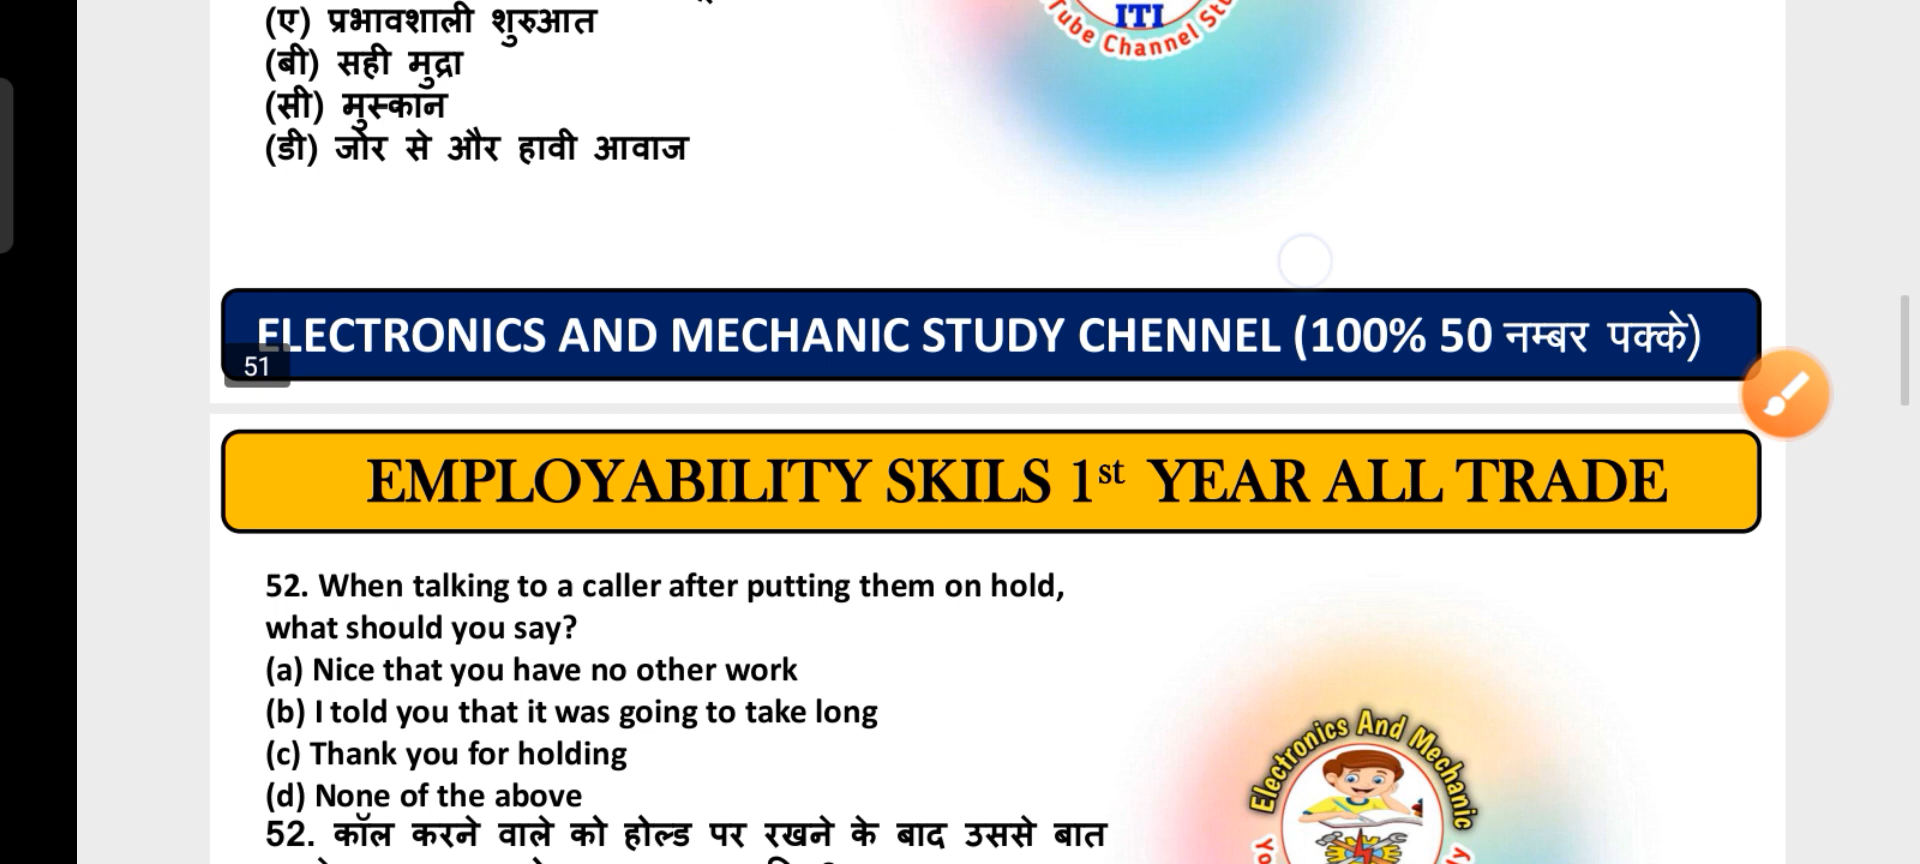 (ए) प्रभावशाली शुरुआत
(बी) सही मुद्रा
(सी) मुस्कान
(डी) जोर से और हावी आवाज
ITI
Tube Channel
ELECTRONICS AND MECHANIC STUDY CHENNEL (100% 50 नम्बर पक्के)
51
EMPLOYABILITY SKILS 1st YEAR ALL TRADE
52. When talking to a caller after putting them on hold,
what should you say?
(a) Nice that you have no other work
(b) I told you that it was going to take long
(c) Thank you for holding
(d) None of the above
Electronics And Mechanic
52. कॉल करने वाले को होल्ड पर रखने के बाद उससे बात